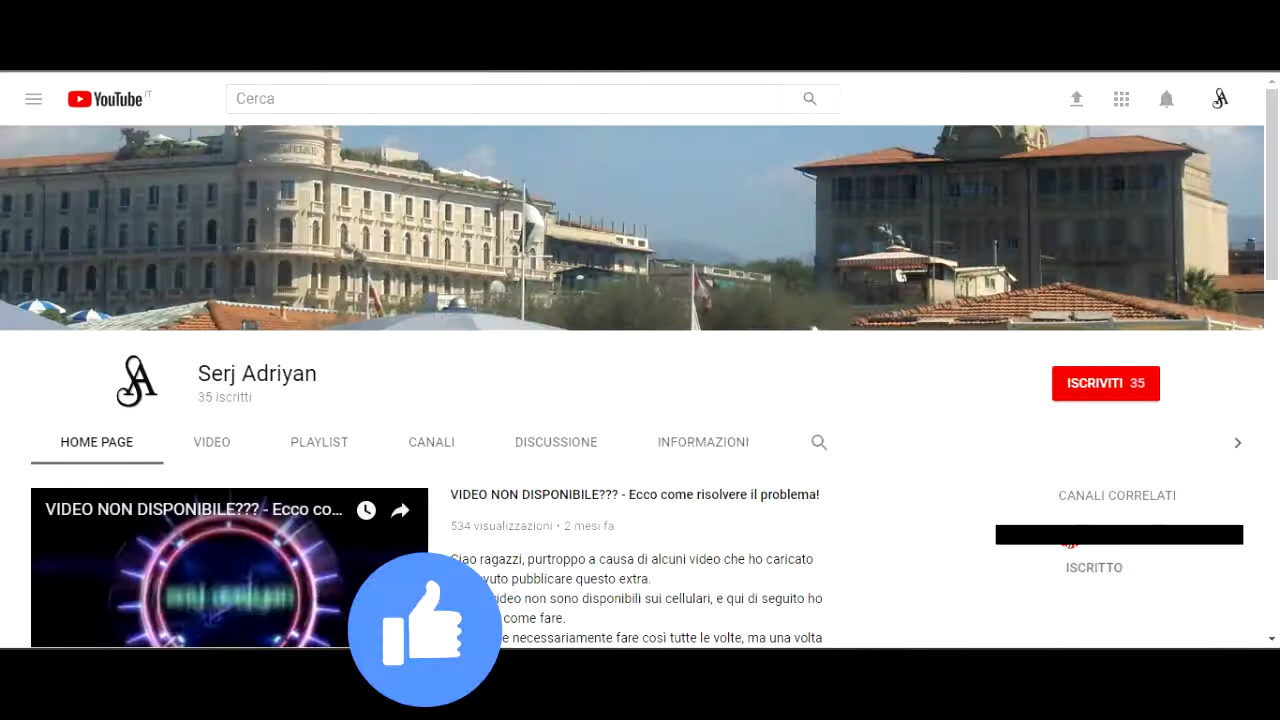 YouTube IT
Cerca
Serj Adriyan
35 iscritti
ISCRIVITI 35
HOME PAGE
VIDEO
PLAYLIST
CANALI
DISCUSSIONE
INFORMAZIONI
VIDEO NON DISPONIBILE??? - Ecco co...
VIDEO NON DISPONIBILE??? - Ecco come risolvere il problema!
534 visualizzazioni • 2 mesi fa
Ciao ragazzi, purtroppo a causa di alcuni video che ho caricato
pubblicare questo extra.
non sono disponibili sui cellulari, e qui di seguito ho
come fare.
necessariamente fare così tutte le volte, ma una volta
CANALI CORRELATI
ISCRITTO